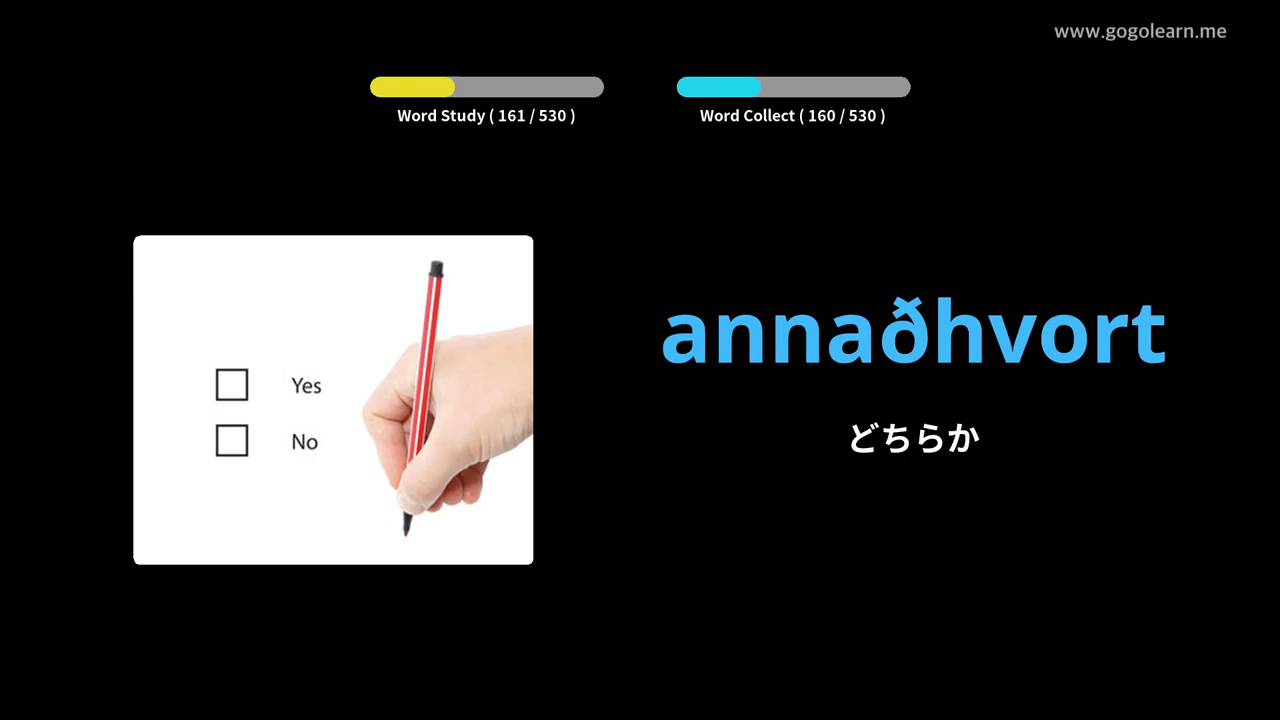 www.gogolearn.me
Word Study ( 161 / 530 )
Word Collect ( 160 / 530 )
Yes
No
annaðhvort
どちらか